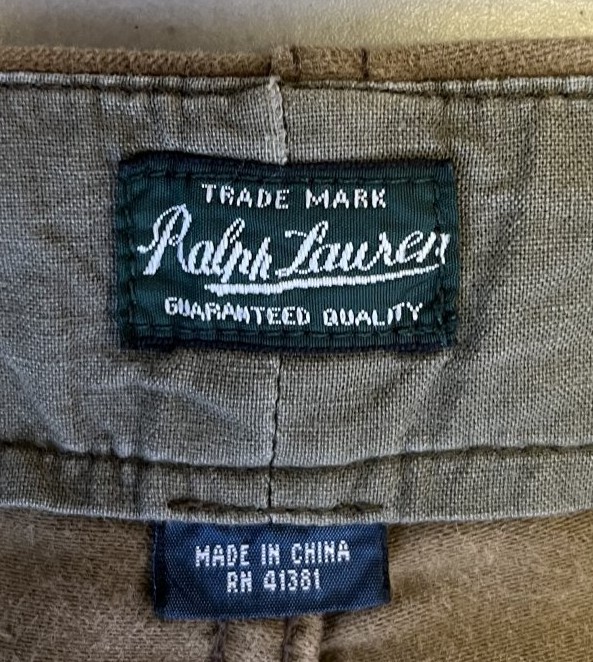 TRADE MARK
Ralph Lauren
GUARANTEED QUALITY
MADE IN CHINA
RN 41381